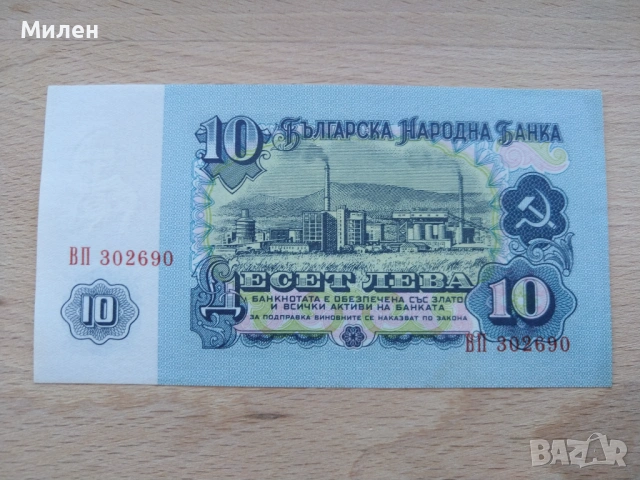 Милен
10 БЪЛГАРСКА НАРОДНА БАНКА
ВП 302690
ДЕСЕТ ЛЕВА
БАНКНОТАТА Е ОБЕЗПЕЧЕНА СЪС ЗЛАТО
И ВСИЧКИ АКТИВИ НА БАНКАТА
ЗА ПОДПРАВКА ВИНОВНИТЕ СЕ НАКАЗВАТ ПО ЗАКОНА
10
10
ВП 302690
BAZAR